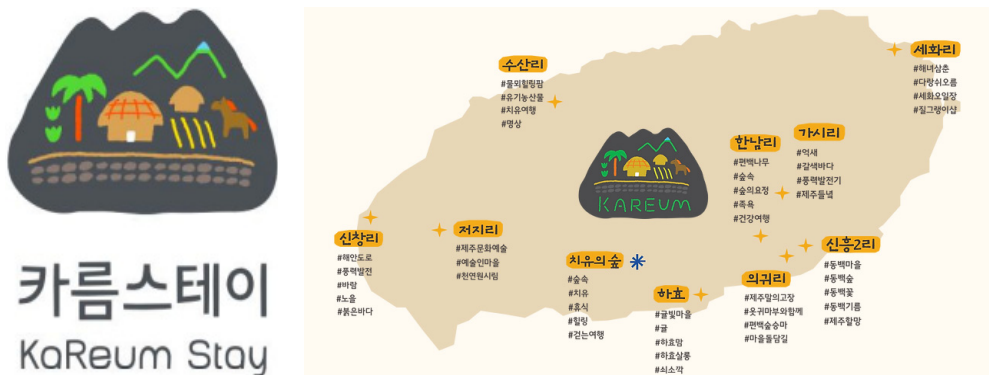 카름스테이
KaReum Stay
수산리
#물외힐링팜
#유기농산물
#치유여행
#명상
세화리
#해녀삼춘
#다랑쉬오름
#세화오일장
#질그랭이샵
한남리
#편백나무
#숲속
#숲의요정
#족욕
#건강여행
가시리
#억새
#갈색바다
#풍력발전기
#제주들녘
KAREUM
신창리
#해안도로
#풍력발전
#바람
#노을
#붉은바다
저지리
#제주문화예술
#예술인마을
#천연원시림
치유의숲
#숲속
#치유
#휴식
#힐링
#걷는여행
하효
#귤빛마을
#귤
#하효맘
#하효살롱
#쇠소깍
의귀리
#제주말의고장
#옷귀마부와함께
#편백숲승마
#마을돌담길
신흥2리
#동백마을
#동백숲
#동백꽃
#동백기름
#제주할망